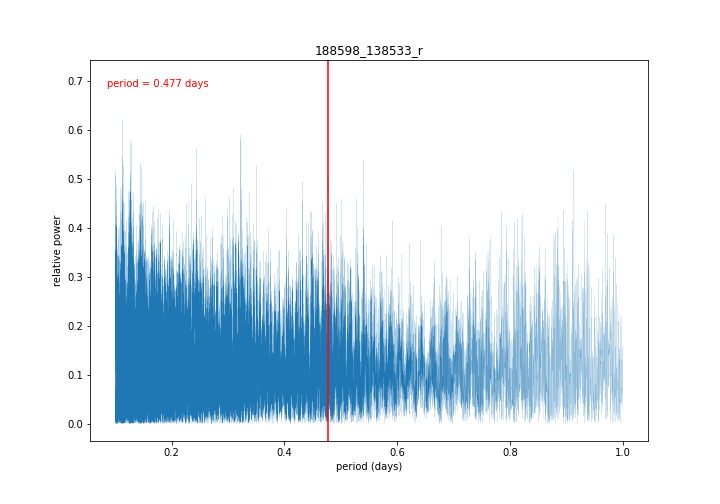 188598_138533_r
period = 0.477 days
0.7
0.6
0.5
0.4
0.3
0.2
0.1
0.0
relative power
0.2 0.4 0.6 0.8 1.0
period (days)